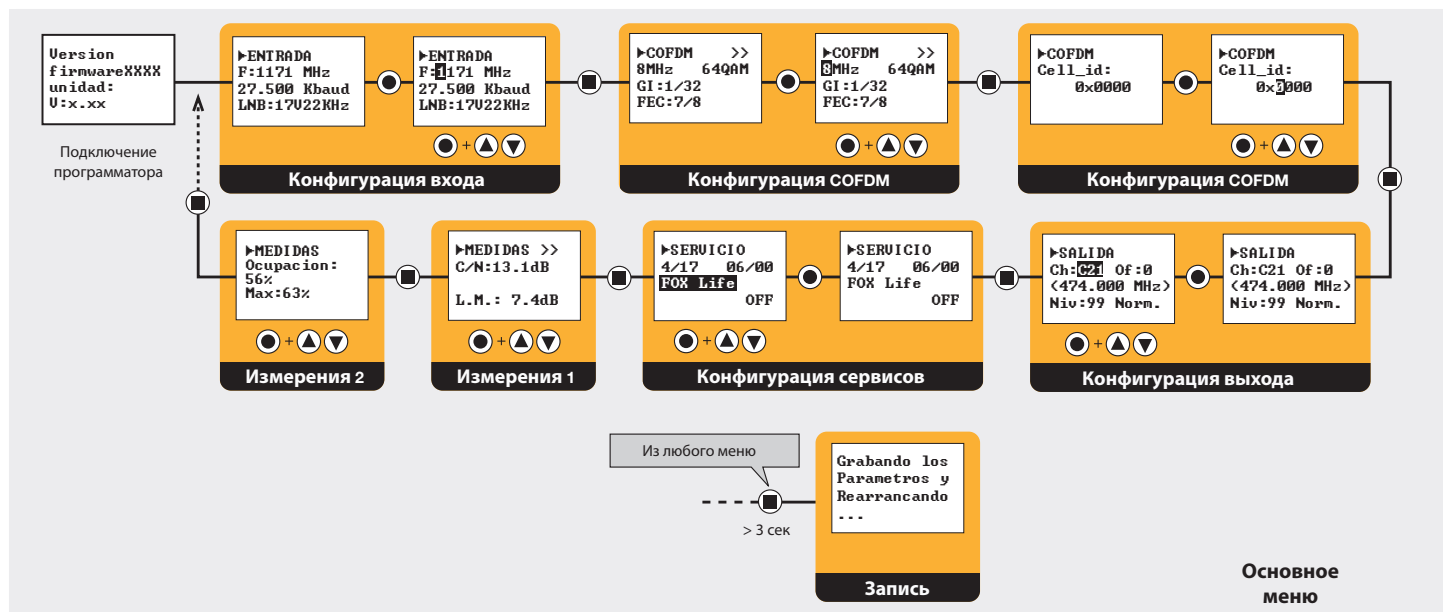 Version
firmwareXXXX
unidad:
V:x.xx
Подключение
программатора
►ENTRADA
F:1171 MHz
27.500 Kbaud
LNB:17V22KHz
►ENTRADA
F:1171 MHz
27.500 Kbaud
LNB:17V22KHz
+
Конфигурация входа
►COFDM >>
8MHz 64QAM
GI:1/32
FEC:7/8
►COFDM >>
8MHz 64QAM
GI:1/32
FEC:7/8
+
Конфигурация COFDM
►COFDM
Cell_id:
0x0000
►COFDM
Cell_id:
0x0000
+
Конфигурация COFDM
►MEDIDAS
Ocupacion:
56%
Max:63%
+
Измерения 2
►MEDIDAS >>
C/N:13.1dB
L.M.: 7.4dB
+
Измерения 1
►SERVICIO
4/17 06/00
FOX Life
OFF
►SERVICIO
4/17 06/00
FOX Life
OFF
+
Конфигурация сервисов
►SALIDA
Ch:C21 Of:0
(474.000 MHz)
Niv:99 Norm.
►SALIDA
Ch:C21 Of:0
(474.000 MHz)
Niv:99 Norm.
+
Конфигурация выхода
Из любого меню
> 3 сек
Grabando los
Parametros y
Rearrancando
...
Запись
Основное
меню